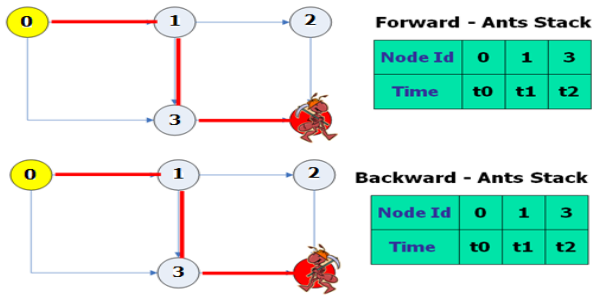 0 1 2
3
Forward - Ants Stack
Node Id 0 1 3
Time t0 t1 t2
0 1 2
3
Backward - Ants Stack
Node Id 0 1 3
Time t0 t1 t2